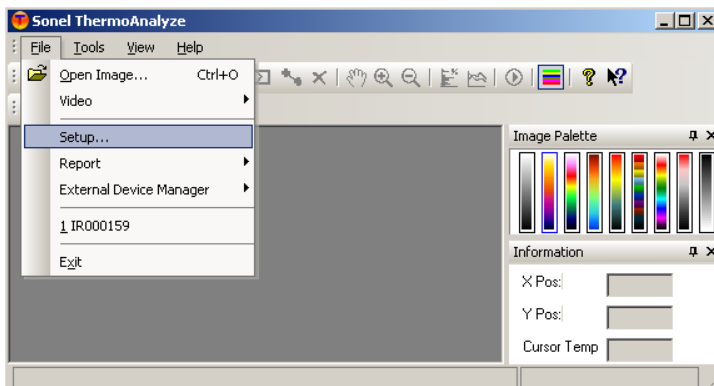 Sonel ThermoAnalyze
File Tools View Help
Open Image... Ctrl+O
Video
Setup...
Report
External Device Manager
1 IR000159
Exit
Image Palette
Information
X Pos:
Y Pos:
Cursor Temp